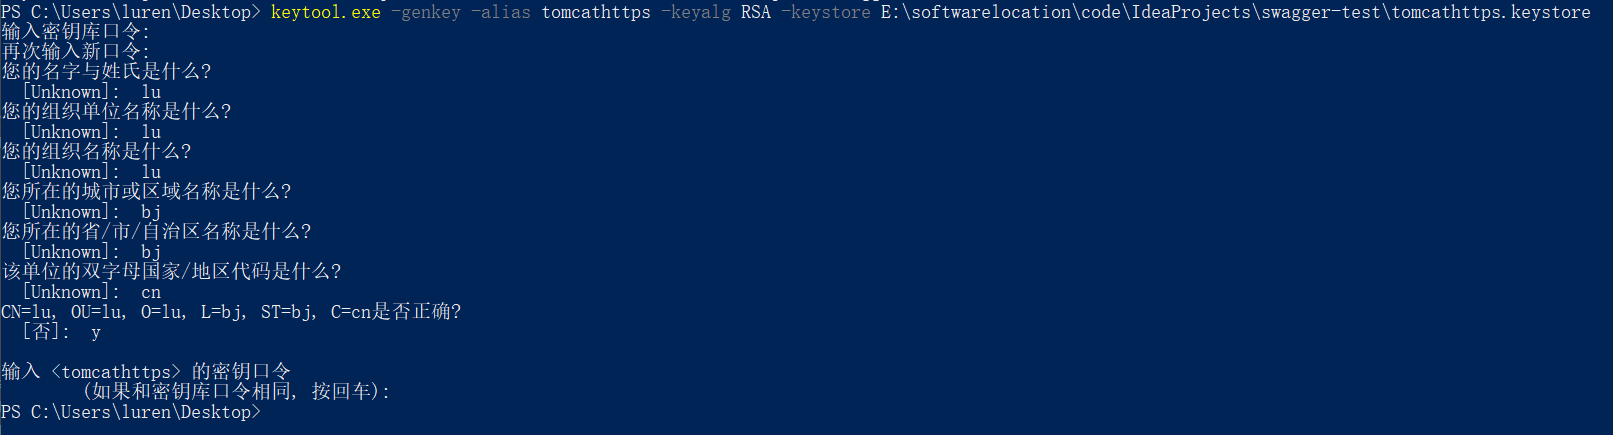 PS C:\Users\luren\Desktop> keytool.exe -genkey -alias tomcathttps -keyalg RSA -keystore E:\softwarelocation\code\IdeaProjects\swagger-test\tomcathttps.keystore
输入密钥库口令:
再次输入新口令:
您的名字与姓氏是什么?
  [Unknown]:  lu
您的组织单位名称是什么?
  [Unknown]:  lu
您的组织名称是什么?
  [Unknown]:  lu
您所在的城市或区域名称是什么?
  [Unknown]:  bj
您所在的省/市/自治区名称是什么?
  [Unknown]:  bj
该单位的双字母国家/地区代码是什么?
  [Unknown]:  cn
CN=lu, OU=lu, O=lu, L=bj, ST=bj, C=cn是否正确?
  [否]:  y
输入 <tomcathttps> 的密钥口令
        (如果和密钥库口令相同, 按回车):
PS C:\Users\luren\Desktop>